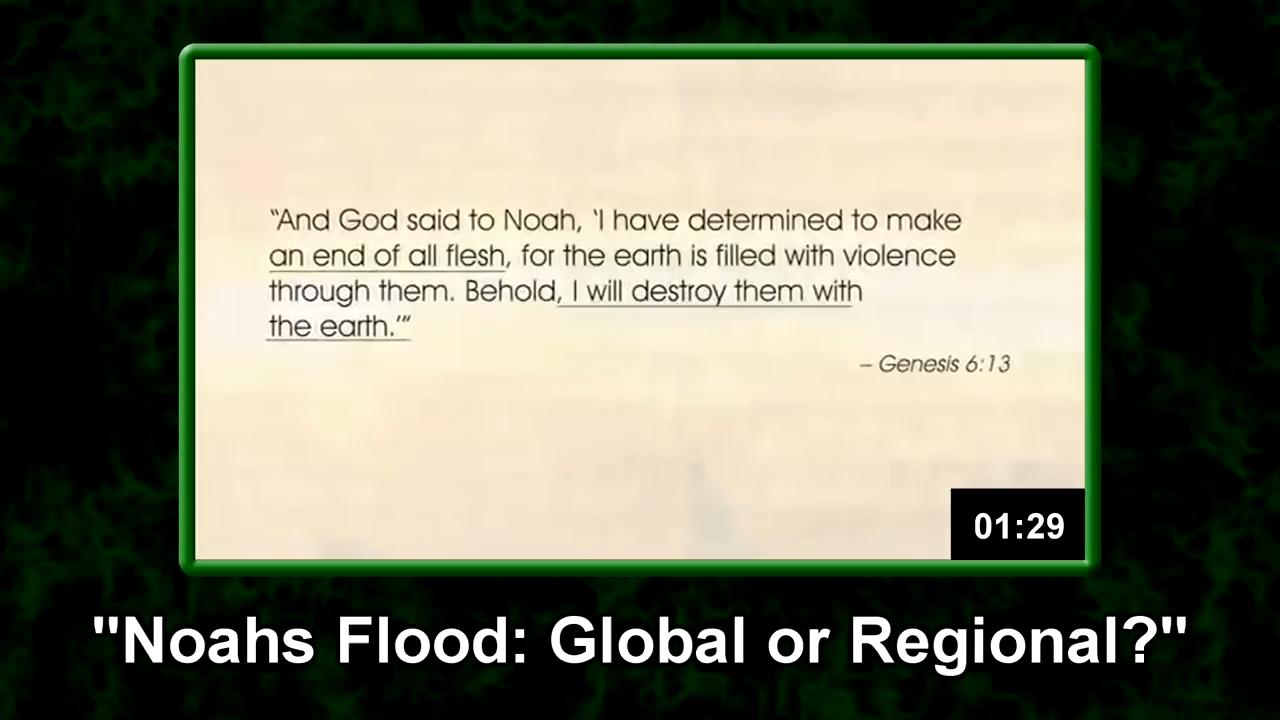 “And God said to Noah, ‘I have determined to make
an end of all flesh, for the earth is filled with violence
through them. Behold, I will destroy them with
the earth.’”
– Genesis 6:13
01:29
"Noahs Flood: Global or Regional?"